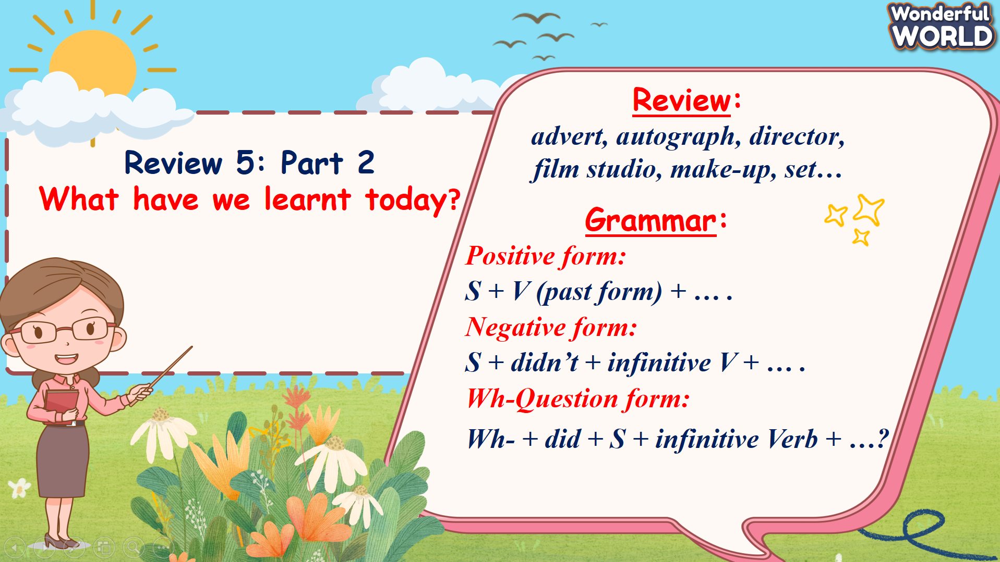 Wonderful
WORLD
Review 5: Part 2
What have we learnt today?
Review:
advert, autograph, director,
film studio, make-up, set…
Grammar:
Positive form:
S + V (past form) + … .
Negative form:
S + didn’t + infinitive V + … .
Wh-Question form:
Wh- + did + S + infinitive Verb + …?